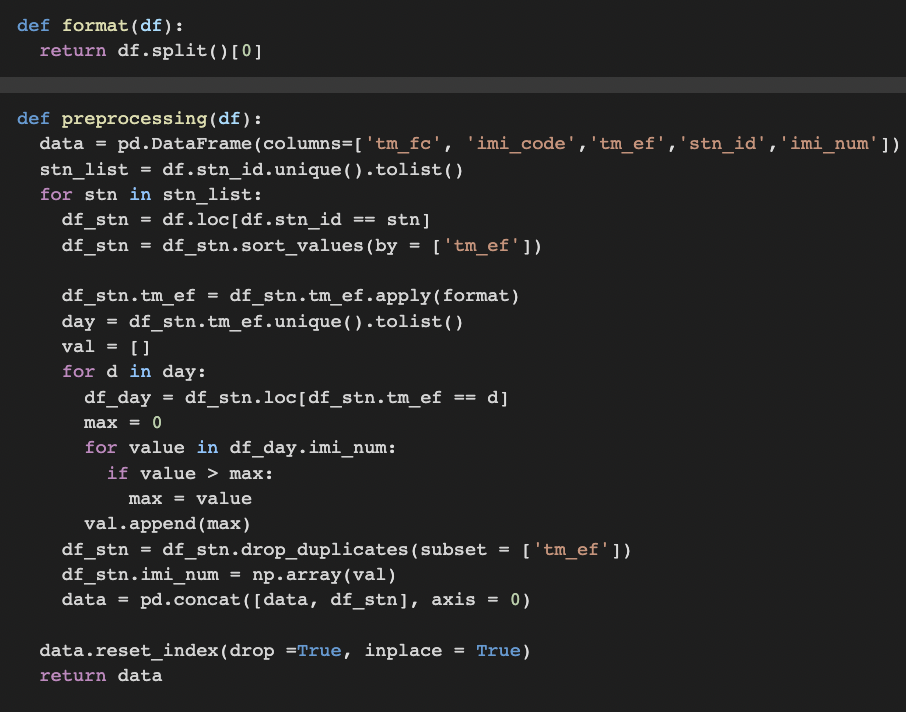 def format(df):
  return df.split()[0]
def preprocessing(df):
  data = pd.DataFrame(columns=['tm_fc', 'imi_code','tm_ef','stn_id','imi_num'])
  stn_list = df.stn_id.unique().tolist()
  for stn in stn_list:
    df_stn = df.loc[df.stn_id == stn]
    df_stn = df_stn.sort_values(by = ['tm_ef'])

    df_stn.tm_ef = df_stn.tm_ef.apply(format)
    day = df_stn.tm_ef.unique().tolist()
    val = []
    for d in day:
      df_day = df_stn.loc[df_stn.tm_ef == d]
      max = 0
      for value in df_day.imi_num:
        if value > max:
          max = value
      val.append(max)
    df_stn = df_stn.drop_duplicates(subset = ['tm_ef'])
    df_stn.imi_num = np.array(val)
    data = pd.concat([data, df_stn], axis = 0)

  data.reset_index(drop =True, inplace = True)
  return data